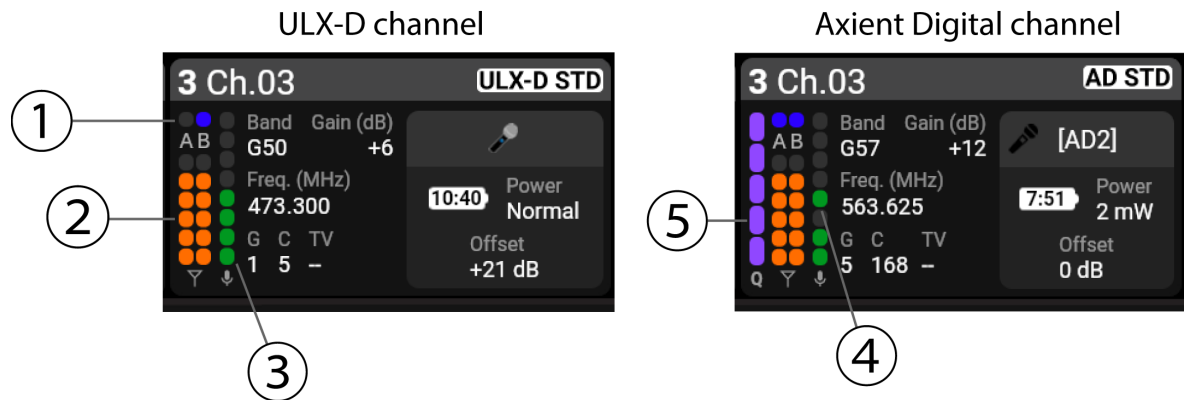 ULX-D channel
3 Ch.03 ULX-D STD
1
A B
Band Gain (dB)
G50 +6
Freq. (MHz)
473.300
G C TV
1 5 --
10:40
Power
Normal
Offset
+21 dB
2
3
Axient Digital channel
3 Ch.03 AD STD
A B
Band Gain (dB)
G57 +12
[AD2]
Freq. (MHz)
563.625
G C TV
5 168 --
7:51
Power
2 mW
Offset
0 dB
Q
5
4